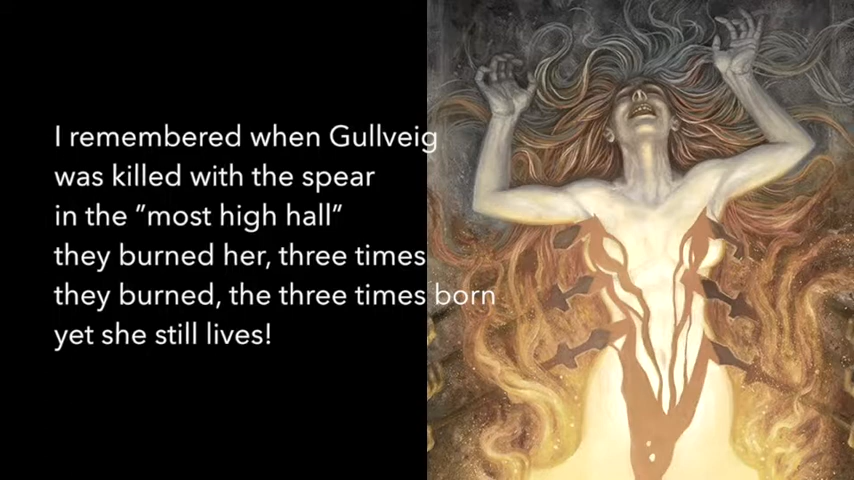 I remembered when Gullveig
was killed with the spear
in the ”most high hall”
they burned her, three times
they burned, the three times born
yet she still lives!